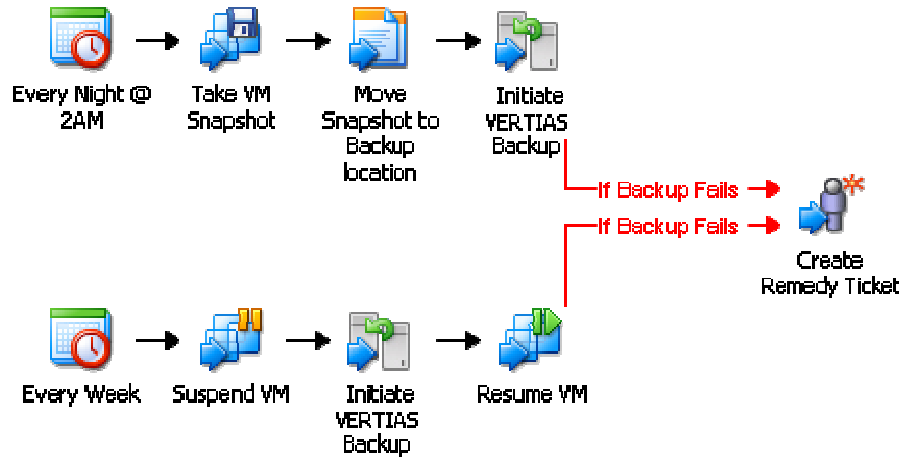 Every Night @
2AM
Take VM
Snapshot
Move
Snapshot to
Backup
location
Initiate
VERTIAS
Backup
If Backup Fails
If Backup Fails
Create
Remedy Ticket
Every Week
Suspend VM
Initiate
VERTIAS
Backup
Resume VM